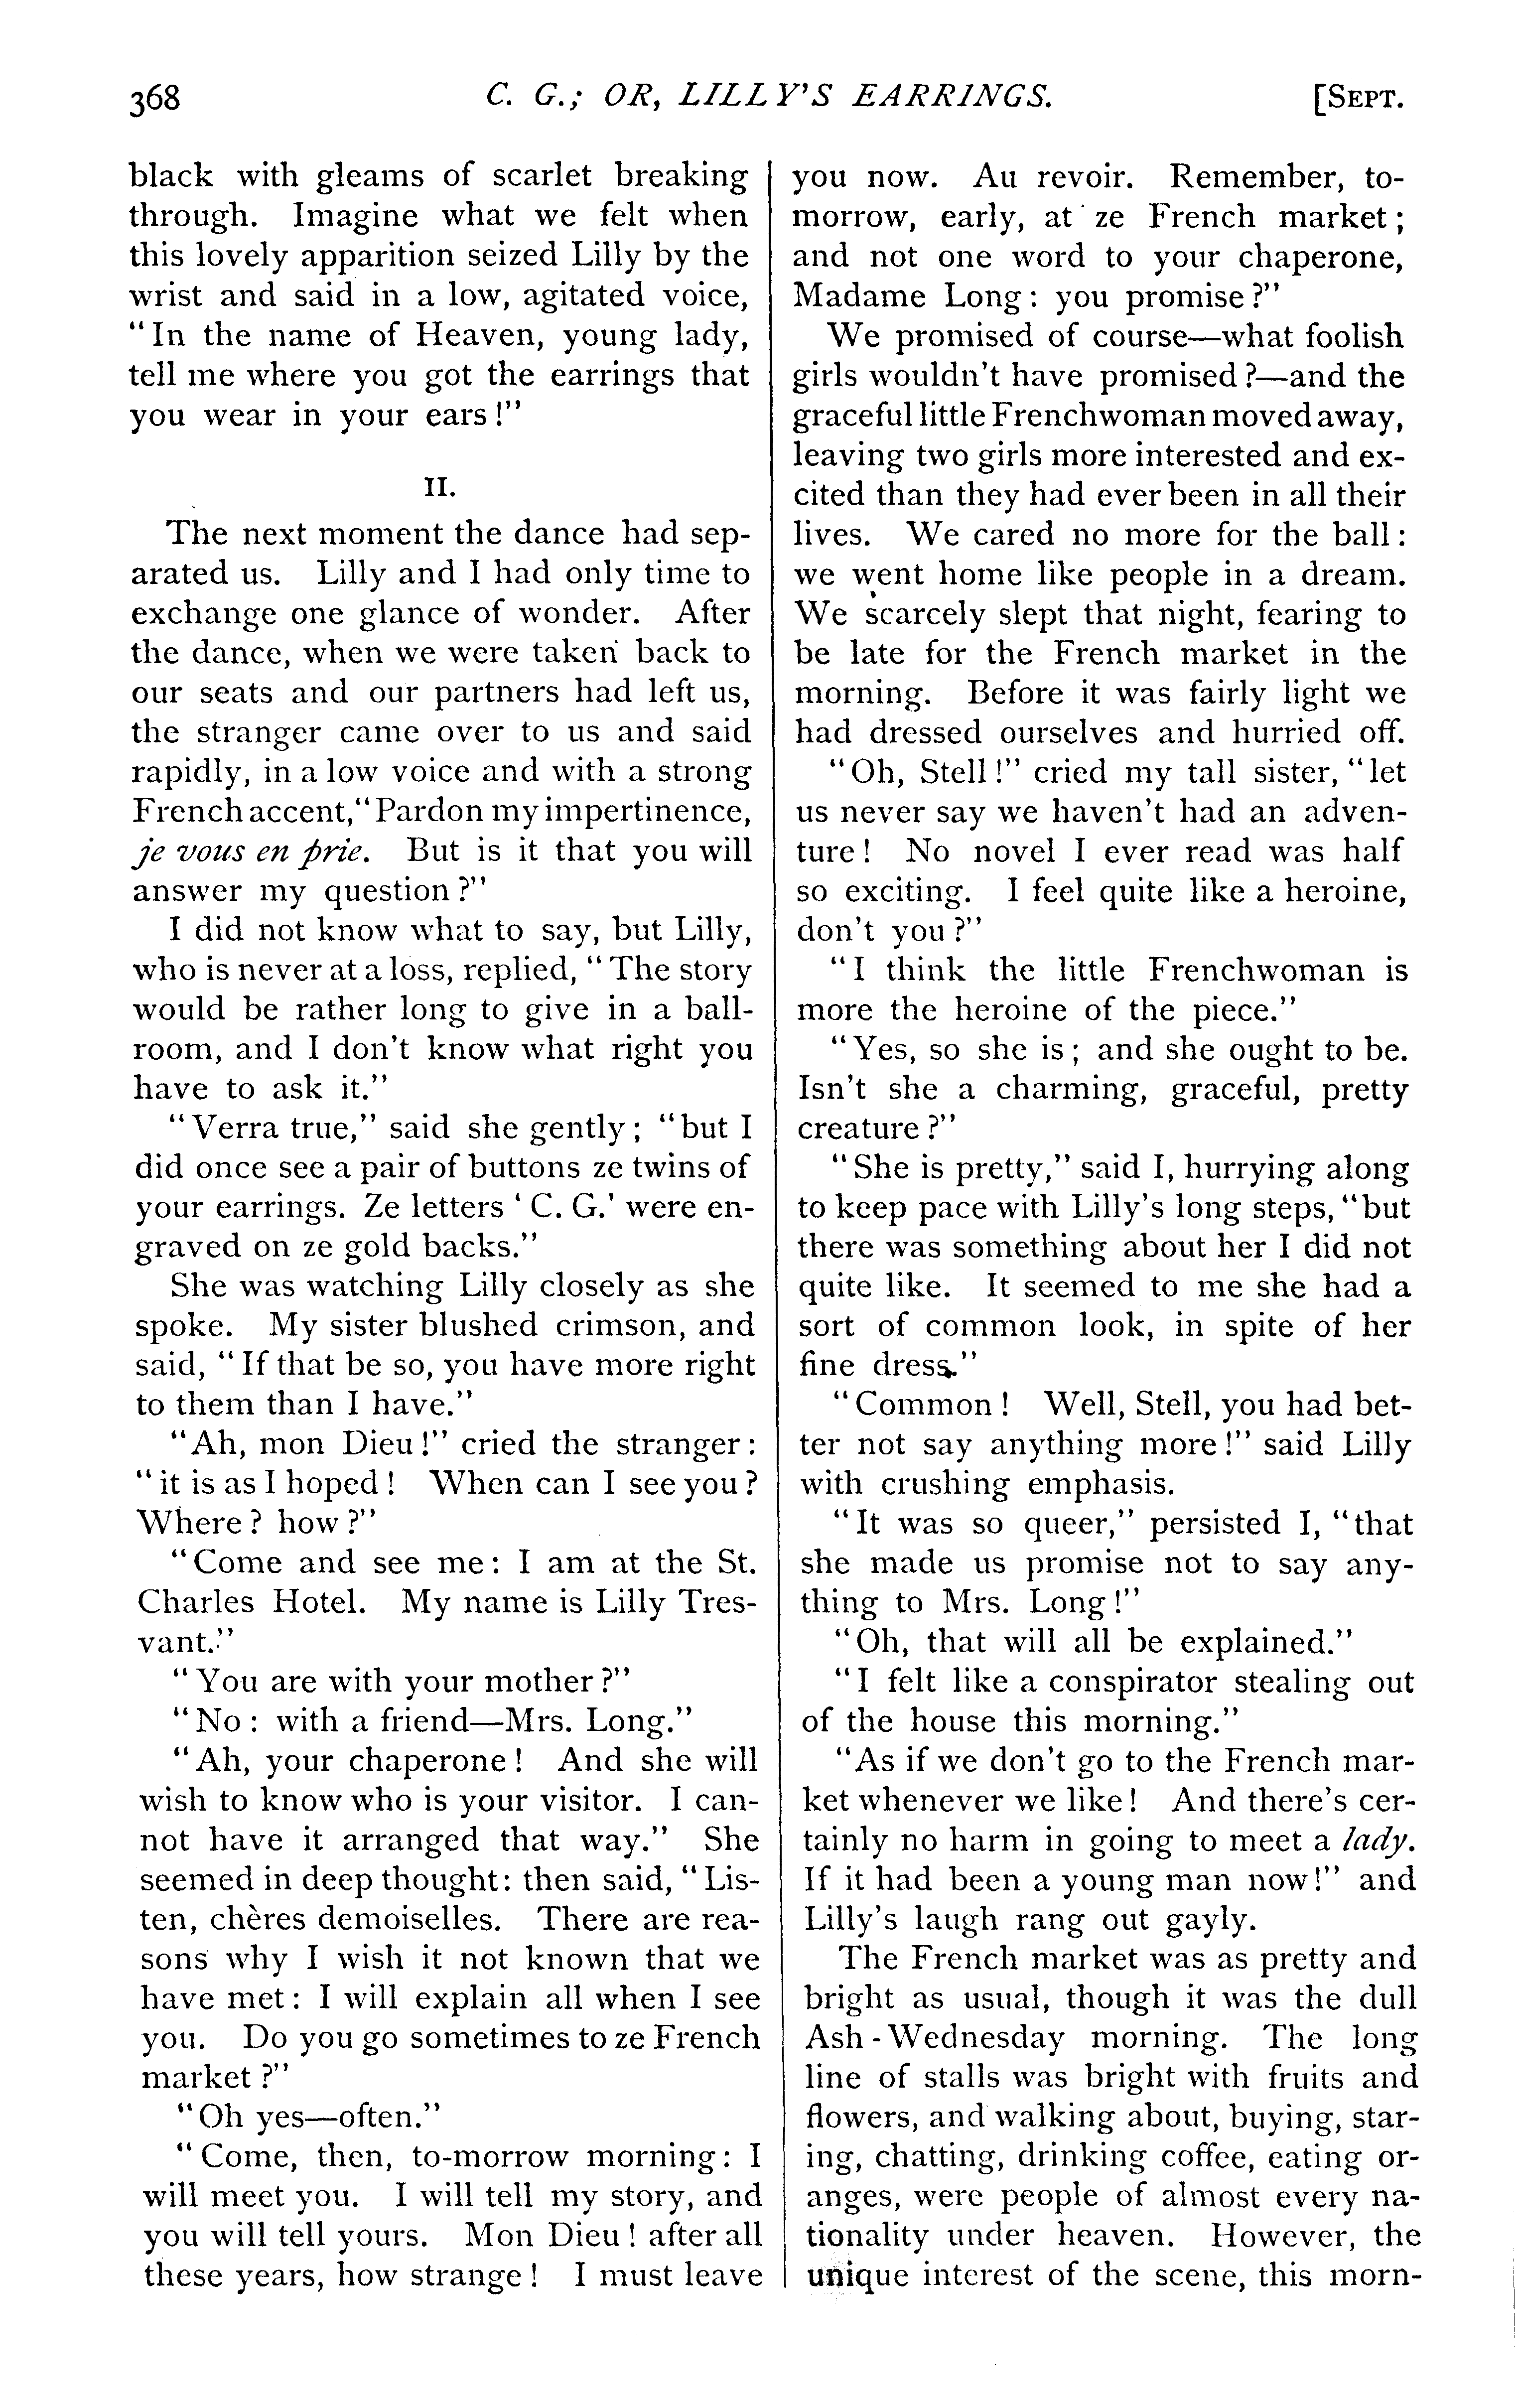 368
C. G.; OR, LILLY'S EARRINGS.
[SEPT.
black with gleams of scarlet breaking
through. Imagine what we felt when
this lovely apparition seized Lilly by the
wrist and said in a low, agitated voice,
"In the name of Heaven, young lady,
tell me where you got the earrings that
you wear in your ears!"
II.
The next moment the dance had sep-
arated us. Lilly and I had only time to
exchange one glance of wonder. After
the dance, when we were taken back to
our seats and our partners had left us,
the stranger came over to us and said
rapidly, in a low voice and with a strong
French accent, "Pardon my impertinence,
je vous en prie. But is it that you will
answer my question?"
I did not know what to say, but Lilly,
who is never at a loss, replied, "The story
would be rather long to give in a ball-
room, and I don't know what right you
have to ask it."
"Verra true," said she gently; "but I
did once see a pair of buttons ze twins of
your earrings. Ze letters 'C. G.' were en-
graved on ze gold backs."
She was watching Lilly closely as she
spoke. My sister blushed crimson, and
said, "If that be so, you have more right
to them than I have."
"Ah, mon Dieu!" cried the stranger:
"it is as I hoped! When can I see you?
Where? how?"
"Come and see me: I am at the St.
Charles Hotel. My name is Lilly Tres-
vant."
"You are with your mother?"
"No: with a friend—Mrs. Long."
"Ah, your chaperone! And she will
wish to know who is your visitor. I can-
not have it arranged that way." She
seemed in deep thought: then said, "Lis-
ten, chères demoiselles. There are rea-
sons why I wish it not known that we
have met: I will explain all when I see
you. Do you go sometimes to ze French
market?"
"Oh yes—often."
"Come, then, to-morrow morning: I
will meet you. I will tell my story, and
you will tell yours. Mon Dieu! after all
these years, how strange! I must leave
you now. Au revoir. Remember, to-
morrow, early, at ze French market;
and not one word to your chaperone,
Madame Long: you promise?"
We promised of course—what foolish
girls wouldn't have promised?—and the
graceful little Frenchwoman moved away,
leaving two girls more interested and ex-
cited than they had ever been in all their
lives. We cared no more for the ball:
we went home like people in a dream.
We scarcely slept that night, fearing to
be late for the French market in the
morning. Before it was fairly light we
had dressed ourselves and hurried off.
"Oh, Stell!" cried my tall sister, "let
us never say we haven't had an adven-
ture! No novel I ever read was half
so exciting. I feel quite like a heroine,
don't you?"
"I think the little Frenchwoman is
more the heroine of the piece."
"Yes, so she is; and she ought to be.
Isn't she a charming, graceful, pretty
creature?"
"She is pretty," said I, hurrying along
to keep pace with Lilly's long steps, "but
there was something about her I did not
quite like. It seemed to me she had a
sort of common look, in spite of her
fine dress."
"Common! Well, Stell, you had bet-
ter not say anything more!" said Lilly
with crushing emphasis.
"It was so queer," persisted I, "that
she made us promise not to say any-
thing to Mrs. Long!"
"Oh, that will all be explained."
"I felt like a conspirator stealing out
of the house this morning."
"As if we don't go to the French mar-
ket whenever we like! And there's cer-
tainly no harm in going to meet a lady.
If it had been a young man now!" and
Lilly's laugh rang out gayly.
The French market was as pretty and
bright as usual, though it was the dull
Ash-Wednesday morning. The long
line of stalls was bright with fruits and
flowers, and walking about, buying, star-
ing, chatting, drinking coffee, eating or-
anges, were people of almost every na-
tionality under heaven. However, the
unique interest of the scene, this morn-